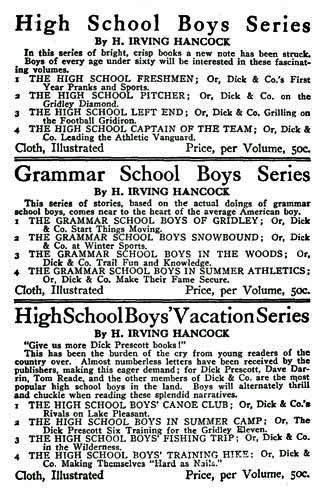 High School Boys Series
By H. IRVING HANCOCK
In this series of bright, crisp books a new note has been struck.
Boys of every age under sixty will be interested in these fascinat-
ing volumes.
1 THE HIGH SCHOOL FRESHMEN; Or, Dick & Co.'s First
Year Pranks and Sports.
2 THE HIGH SCHOOL PITCHER; Or, Dick & Co. on the
Gridley Diamond.
3 THE HIGH SCHOOL LEFT END; Or, Dick & Co. Grilling on
the Football Gridiron.
4 THE HIGH SCHOOL CAPTAIN OF THE TEAM; Or, Dick &
Co. Leading the Athletic Vanguard.
Cloth, Illustrated Price, per Volume, 50c.
Grammar School Boys Series
By H. IRVING HANCOCK
This series of stories, based on the actual doings of grammar
school boys, comes near to the heart of the average American boy.
1 THE GRAMMAR SCHOOL BOYS OF GRIDLEY; Or, Dick
& Co. Start Things Moving.
2 THE GRAMMAR SCHOOL BOYS SNOWBOUND; Or, Dick
& Co. at Winter Sports.
3 THE GRAMMAR SCHOOL BOYS IN THE WOODS; Or,
Dick & Co. Trail Fun and Knowledge.
4 THE GRAMMAR SCHOOL BOYS IN SUMMER ATHLETICS;
Or, Dick & Co. Make Their Fame Secure.
Cloth, Illustrated Price, per Volume, 50c.
High School Boys' Vacation Series
By H. IRVING HANCOCK
"Give us more Dick Prescott books!"
This has been the burden of the cry from young readers of the
country over. Almost numberless letters have been received by the
publishers, making this eager demand; for Dick Prescott, Dave Dar-
rin, Tom Reade, and the other members of Dick & Co. are the most
popular high school boys in the land. Boys will alternately thrill
and chuckle when reading these splendid narratives.
1 THE HIGH SCHOOL BOYS' CANOE CLUB; Or, Dick & Co.'s
Rivals on Lake Pleasant.
2 THE HIGH SCHOOL BOYS IN SUMMER CAMP; Or, The
Dick Prescott Six Training for the Gridley Eleven.
3 THE HIGH SCHOOL BOYS' FISHING TRIP; Or, Dick & Co.
in the Wilderness.
4 THE HIGH SCHOOL BOYS' TRAINING HIKE; Or, Dick &
Co. Making Themselves "Hard as Nails."
Cloth, Illustrated Price, per Volume, 50c.